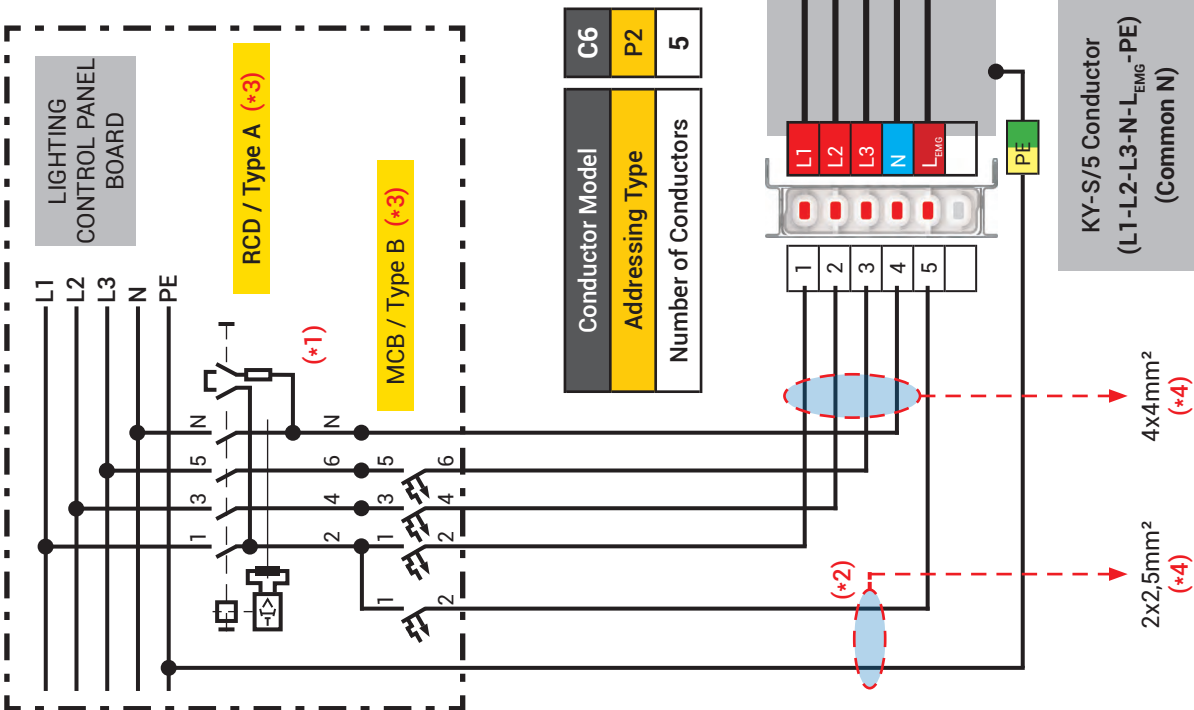 LIGHTING
CONTROL PANEL
BOARD
RCD / Type A (*3)
MCB / Type B (*3)
L1
L2
L3
N
PE
(*1)
1
3
5
N
2
4
6
N
1
1
3
5
2
2
4
6
I>
(*2)
Conductor Model C6
Addressing Type P2
Number of Conductors 5
1
2
3
4
5
L1
L2
L3
N
LEMG
PE
KY-S/5 Conductor
(L1-L2-L3-N-LEMG-PE)
(Common N)
4x4mm²
(*4)
2x2,5mm²
(*4)